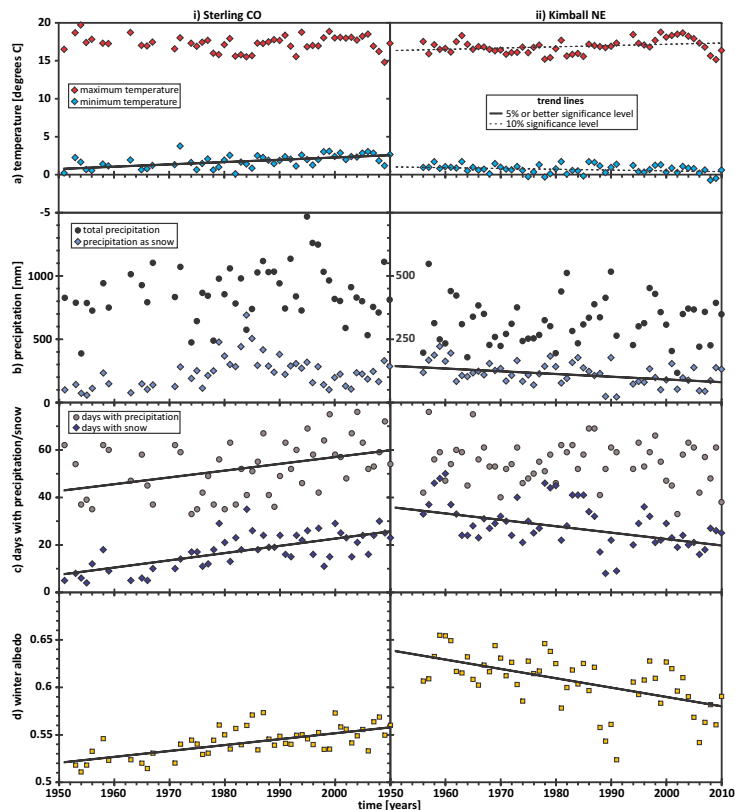 i) Sterling CO
ii) Kimball NE
a) temperature [degrees C]
20
15
10
5
0
-5
maximum temperature
minimum temperature
trend lines
5% or better significance level
10% significance level
b) precipitation [mm]
1000
500
0
total precipitation
precipitation as snow
500
250
c) days with precipitation/snow
60
40
20
0
days with precipitation
days with snow
d) winter albedo
0.65
0.6
0.55
0.5
1950
1960
1970
1980
1990
2000
1950
1960
1970
1980
1990
2000
2010
time [years]